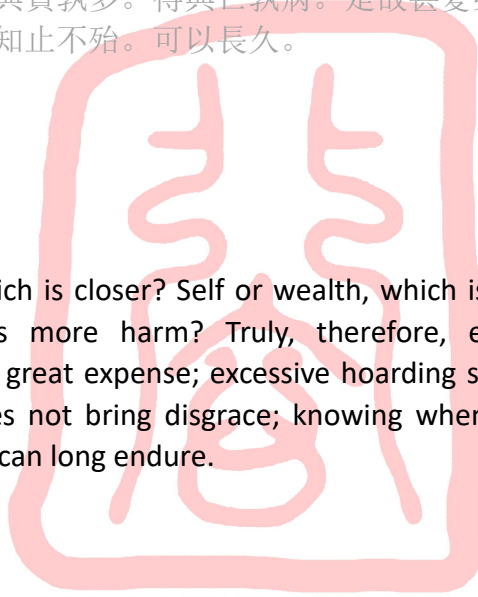 與貨孰多。得與亡孰病。是故甚愛
知止不殆。可以長久。
ich is closer? Self or wealth, which is
s more harm? Truly, therefore, e
great expense; excessive hoarding s
es not bring disgrace; knowing when
can long endure.